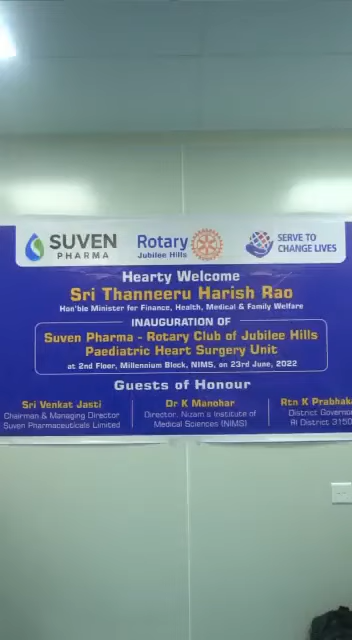 SUVEN
PHARMA
Rotary
Jubilee Hills
SERVE TO
CHANGE LIVES
Hearty Welcome
Sri Thanneeru Harish Rao
Hon'ble Minister for Finance, Health, Medical & Family Welfare
INAUGURATION OF
Suven Pharma - Rotary Club of Jubilee Hills
Paediatric Heart Surgery Unit
at 2nd Floor, Millennium Block, NIMS, on 23rd June, 2022
Guests of Honour
Sri Venkat Jasti
Chairman & Managing Director
Suven Pharmaceuticals Limited
Dr K Manohar
Director, Nizam's Institute of
Medical Sciences (NIMS)
Rtn K Prabhaka
District Governo
RI District 3150